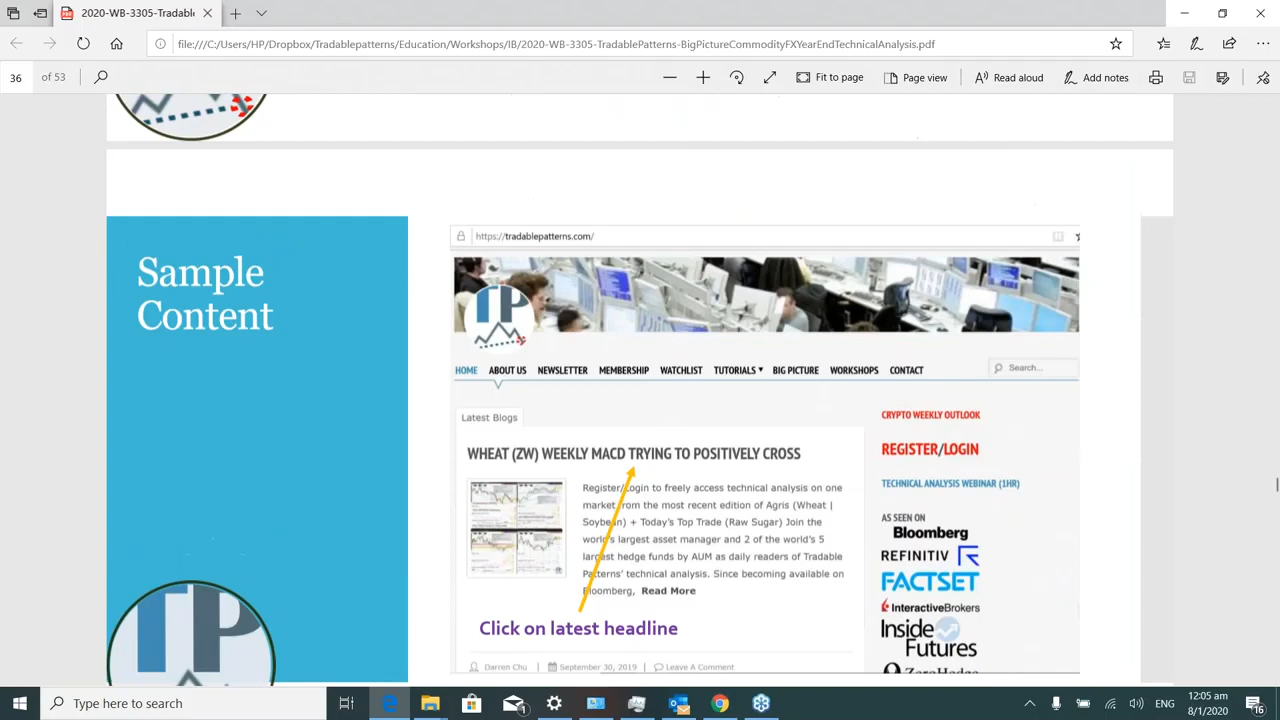 2020-WB-3305-Tradabl
file:///C:/Users/HP/Dropbox/Tradablepatterns/Education/Workshops/IB/2020-WB-3305-TradablePatterns-BigPictureCommodityFXYearEndTechnicalAnalysis.pdf
36 of 53
Fit to page
Page view
Read aloud
Add notes
Sample
Content
https://tradablepatterns.com/
TP
HOME ABOUT US NEWSLETTER MEMBERSHIP WATCHLIST TUTORIALS BIG PICTURE WORKSHOPS CONTACT
Search...
Latest Blogs
WHEAT (ZW) WEEKLY MACD TRYING TO POSITIVELY CROSS
Register/Login to freely access technical analysis on one
market from the most recent edition of Agris (Wheat |
Soybean) + Today's Top Trade (Raw Sugar) Join the
world's largest asset manager and 2 of the world's 5
largest hedge funds by AUM as daily readers of Tradable
Patterns' technical analysis. Since becoming available on
Bloomberg, Read More
Click on latest headline
Darren Chu | September 30, 2019 | Leave A Comment
CRYPTO WEEKLY OUTLOOK
REGISTER/LOGIN
TECHNICAL ANALYSIS WEBINAR (1HR)
AS SEEN ON
Bloomberg
REFINITIV
FACTSET
InteractiveBrokers
Inside
Futures
ZeroHedge
TP
Type here to search
1
ENG
12:05 am
8/1/2020
16